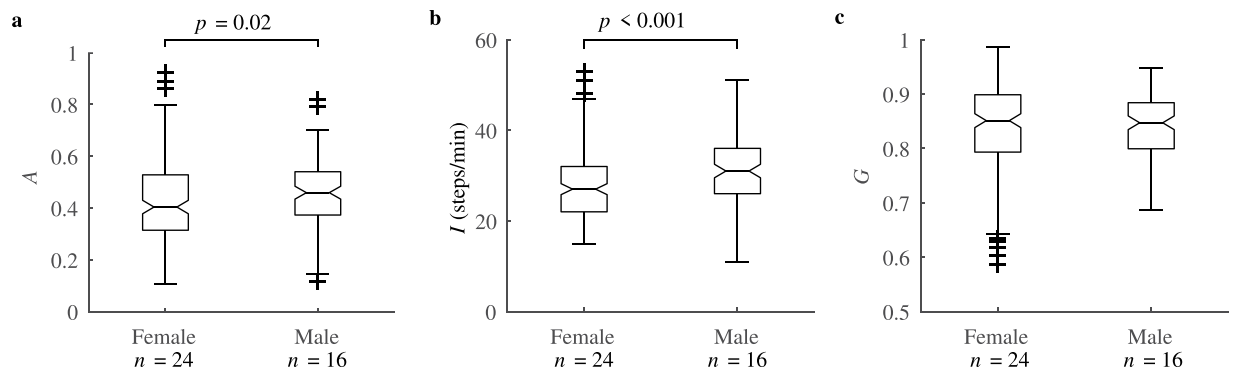 a
p = 0.02
1
0.8
0.6
0.4
0.2
0
A
Female
Male
n = 24
n = 16
b
p < 0.001
60
40
20
0
I (steps/min)
Female
Male
n = 24
n = 16
c
1
0.9
0.8
0.7
0.6
0.5
G
Female
Male
n = 24
n = 16